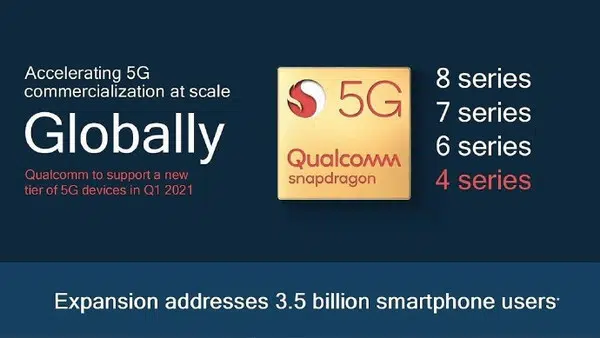 Accelerating 5G
commercialization at scale
Globally
Qualcomm to support a new
tier of 5G devices in Q1 2021
5G
Qualcomm
snapdragon
8 series
7 series
6 series
4 series
Expansion addresses 3.5 billion smartphone users*